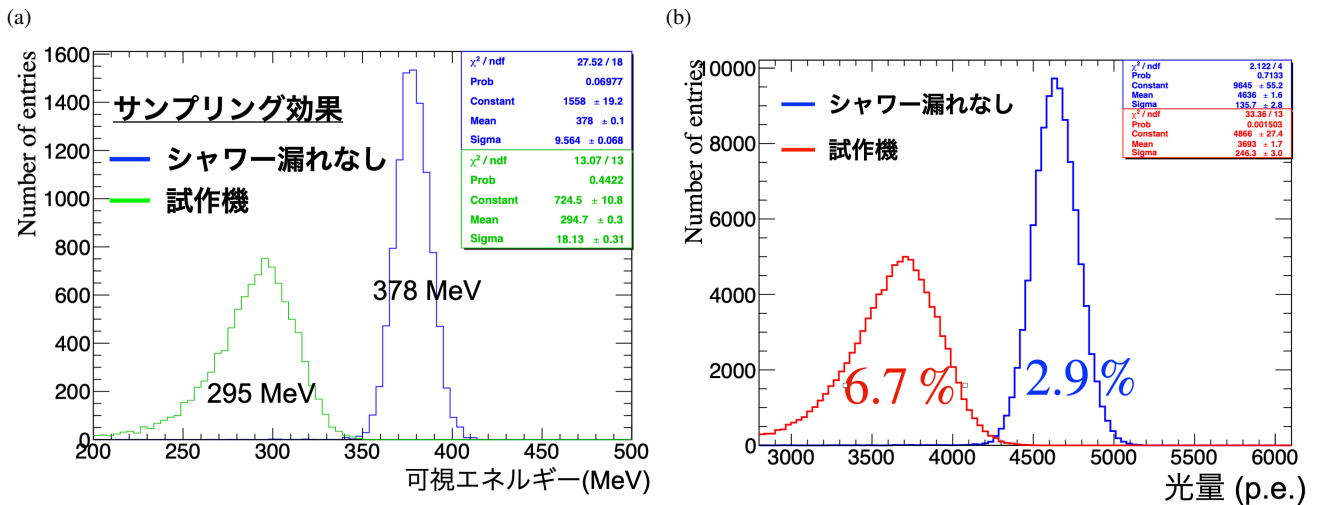 (a)
Number of entries
1600
1400
1200
1000
800
600
400
200
0
200
250
300
350
400
450
500
可視エネルギー(MeV)
サンプリング効果
シャワー漏れなし
試作機
378 MeV
295 MeV
χ² / ndf 27.52 / 18
Prob 0.06977
Constant 1558 ± 19.2
Mean 378 ± 0.1
Sigma 9.564 ± 0.068
χ² / ndf 13.07 / 13
Prob 0.4422
Constant 724.5 ± 10.8
Mean 294.7 ± 0.3
Sigma 18.13 ± 0.31
(b)
Number of entries
10000
8000
6000
4000
2000
0
3000
3500
4000
4500
5000
5500
6000
光量 (p.e.)
シャワー漏れなし
試作機
6.7 %
2.9 %
χ² / ndf 2.122 / 4
Prob 0.7133
Constant 9645 ± 55.2
Mean 4636 ± 1.6
Sigma 135.7 ± 2.8
χ² / ndf 33.36 / 13
Prob 0.001503
Constant 4866 ± 27.4
Mean 3693 ± 1.7
Sigma 246.3 ± 3.0